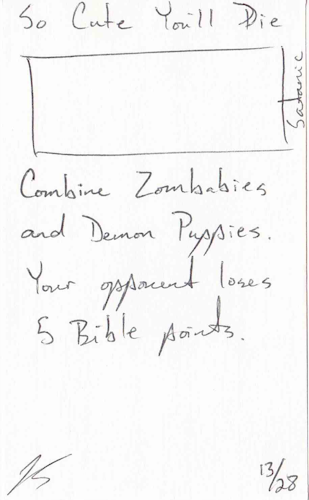 So Cute You'll Die
Satanic
Combine Zombabies
and Demon Puppies.
Your opponent loses
5 Bible points.
13/28